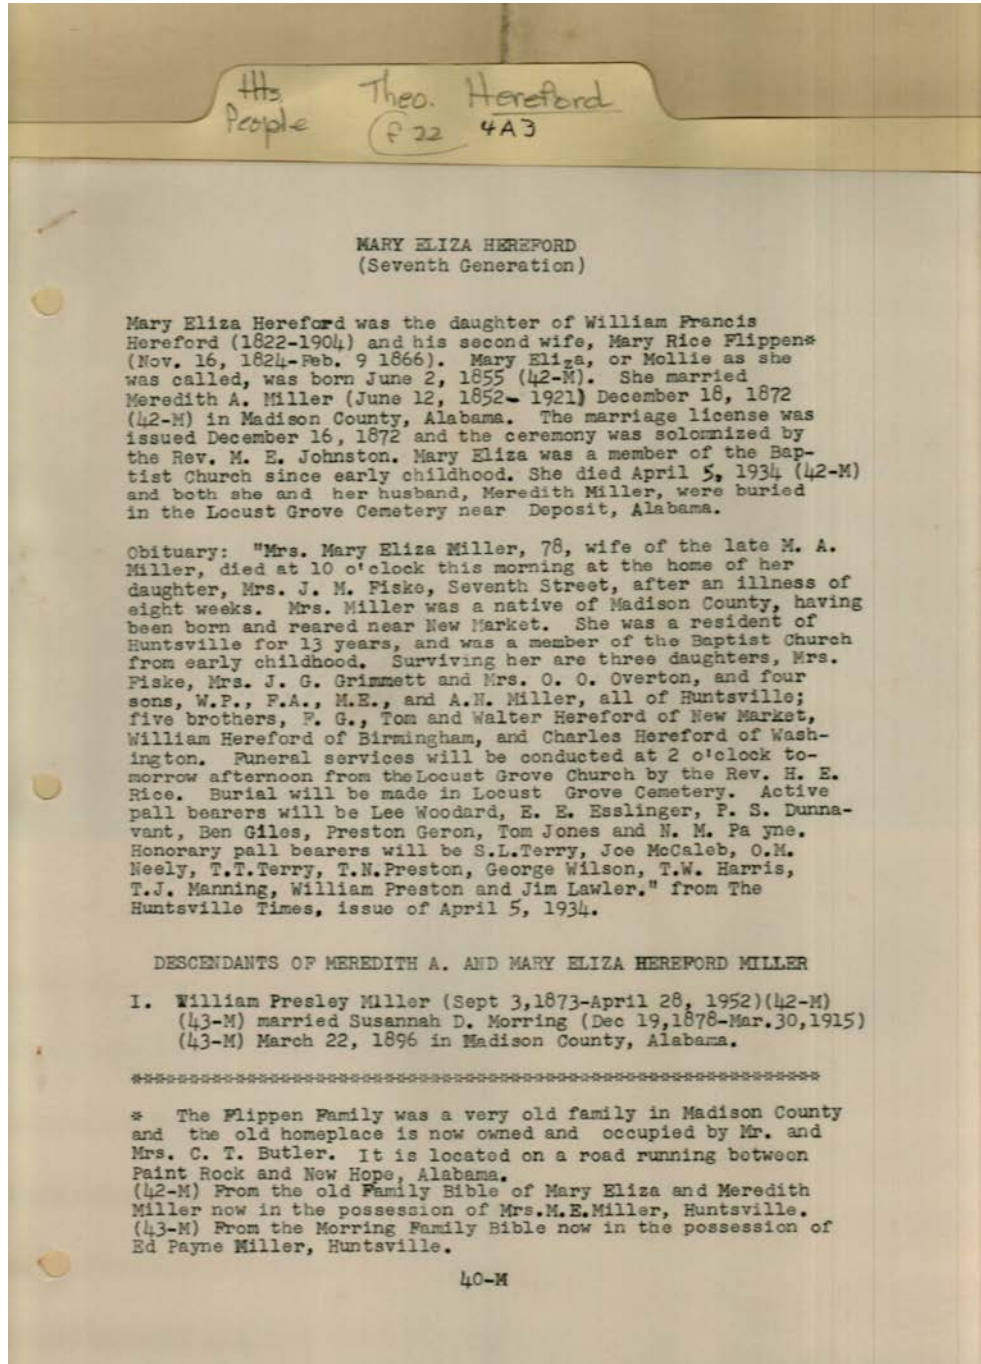 Hts. Theo. Hereford
People f 22 4A3
MARY ELIZA HEREFORD
(Seventh Generation)
Mary Eliza Hereford was the daughter of William Francis
Hereford (1822-1904) and his second wife, Mary Rice Flippen*
(Nov. 16, 1824-Feb. 9 1866). Mary Eliza, or Mollie as she
was called, was born June 2, 1855 (42-M). She married
Meredith A. Miller (June 12, 1852- 1921) December 18, 1872
(42-M) in Madison County, Alabama. The marriage license was
issued December 16, 1872 and the ceremony was solomnized by
the Rev. M. E. Johnston. Mary Eliza was a member of the Bap-
tist Church since early childhood. She died April 5, 1934 (42-M)
and both she and her husband, Meredith Miller, were buried
in the Locust Grove Cemetery near Deposit, Alabama.
Obituary: "Mrs. Mary Eliza Miller, 78, wife of the late M. A.
Miller, died at 10 o'clock this morning at the home of her
daughter, Mrs. J. M. Fiske, Seventh Street, after an illness of
eight weeks. Mrs. Miller was a native of Madison County, having
been born and reared near New Market. She was a resident of
Huntsville for 13 years, and was a member of the Baptist Church
from early childhood. Surviving her are three daughters, Mrs.
Fiske, Mrs. J. G. Grimmett and Mrs. O. O. Overton, and four
sons, W.P., F.A., M.E., and A.N. Miller, all of Huntsville;
five brothers, F. G., Tom and Walter Hereford of New Market,
William Hereford of Birmingham, and Charles Hereford of Wash-
ington. Funeral services will be conducted at 2 o'clock to-
morrow afternoon from the Locust Grove Church by the Rev. H. E.
Rice. Burial will be made in Locust Grove Cemetery. Active
pall bearers will be Lee Woodard, E. E. Esslinger, P. S. Dunna-
vant, Ben Giles, Preston Geron, Tom Jones and N. M. Pa yne.
Honorary pall bearers will be S.L.Terry, Joe McCaleb, O.M.
Neely, T.T.Terry, T.N.Preston, George Wilson, T.W. Harris,
T.J. Manning, William Preston and Jim Lawler." from The
Huntsville Times, issue of April 5, 1934.
DESCENDANTS OF MEREDITH A. AND MARY ELIZA HEREFORD MILLER
I. William Presley Miller (Sept 3,1873-April 28, 1952)(42-M)
(43-M) married Susannah D. Morring (Dec 19,1878-Mar.30,1915)
(43-M) March 22, 1896 in Madison County, Alabama.
************************************************************
* The Flippen Family was a very old family in Madison County
and the old homeplace is now owned and occupied by Mr. and
Mrs. C. T. Butler. It is located on a road running between
Paint Rock and New Hope, Alabama.
(42-M) From the old Family Bible of Mary Eliza and Meredith
Miller now in the possession of Mrs.M.E.Miller, Huntsville.
(43-M) From the Morring Family Bible now in the possession of
Ed Payne Miller, Huntsville.
40-M